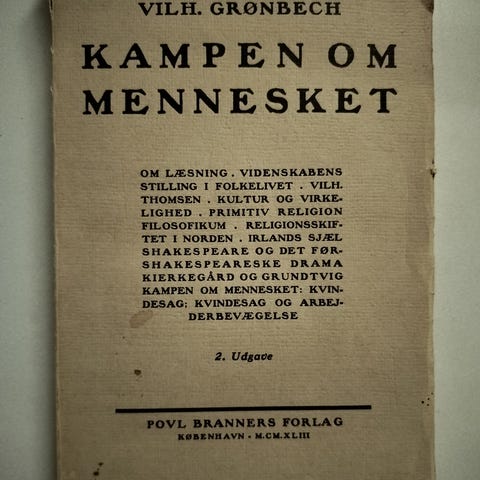 VILH. GRØNBECH
KAMPEN OM
MENNESKET
OM LÆSNING . VIDENSKABENS
STILLING I FOLKELIVET . VILH.
THOMSEN . KULTUR OG VIRKE-
LIGHED . PRIMITIV RELIGION
FILOSOFIKUM . RELIGIONSSKIF-
TET I NORDEN . IRLANDS SJÆL
SHAKESPEARE OG DET FØR-
SHAKESPEARESKE DRAMA
KIERKEGÅRD OG GRUNDTVIG
KAMPEN OM MENNESKET: KVIN-
DESAG; KVINDESAG OG ARBEJ-
DERBEVÆGELSE
2. Udgave
POVL BRANNERS FORLAG
KØBENHAVN · M.CM.XLIII